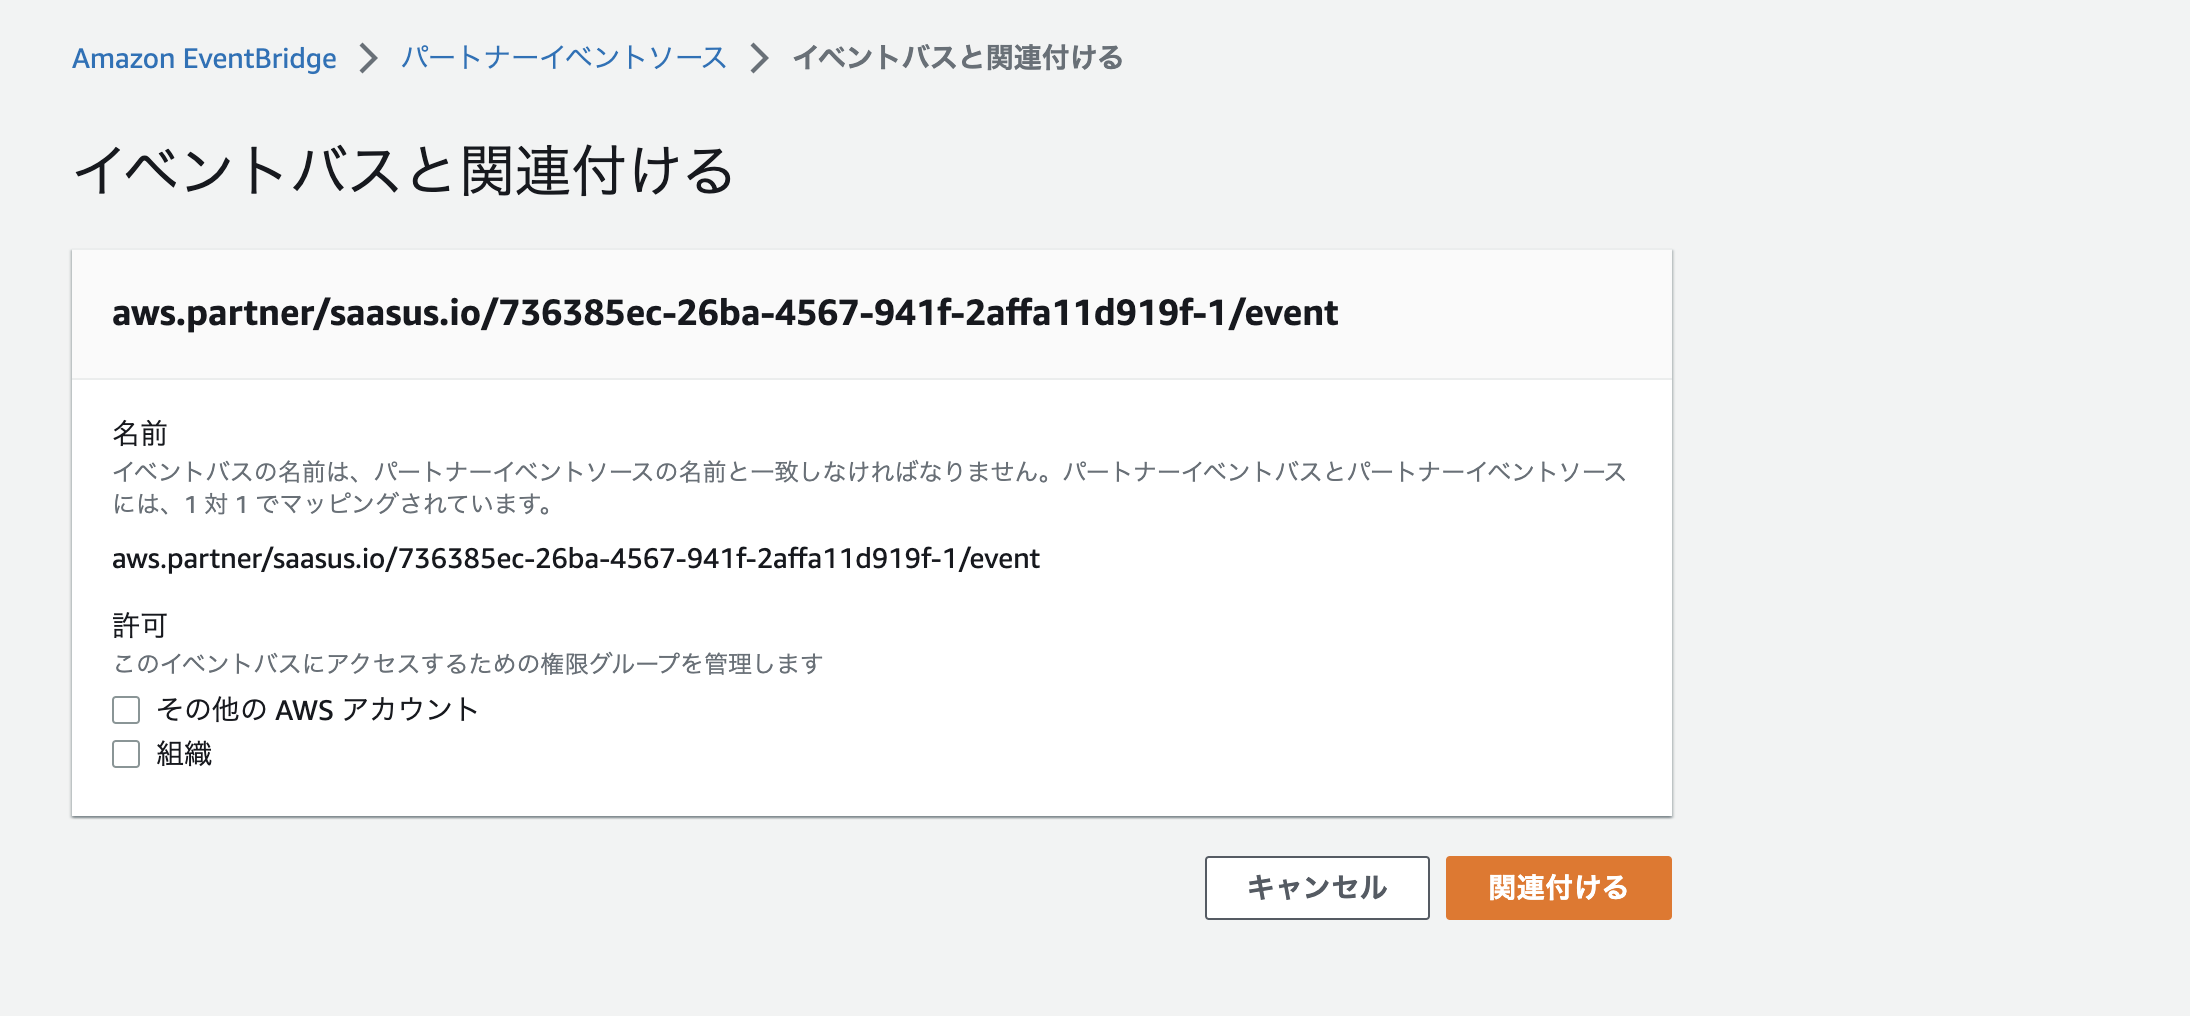 Amazon EventBridge > パートナーイベントソース > イベントバスと関連付ける
イベントバスと関連付ける
aws.partner/saasus.io/736385ec-26ba-4567-941f-2affa11d919f-1/event
名前
イベントバスの名前は、パートナーイベントソースの名前と一致しなければなりません。パートナーイベントバスとパートナーイベントソース
には、1 対 1 でマッピングされています。
aws.partner/saasus.io/736385ec-26ba-4567-941f-2affa11d919f-1/event
許可
このイベントバスにアクセスするための権限グループを管理します
その他の AWS アカウント
組織
キャンセル 関連付ける